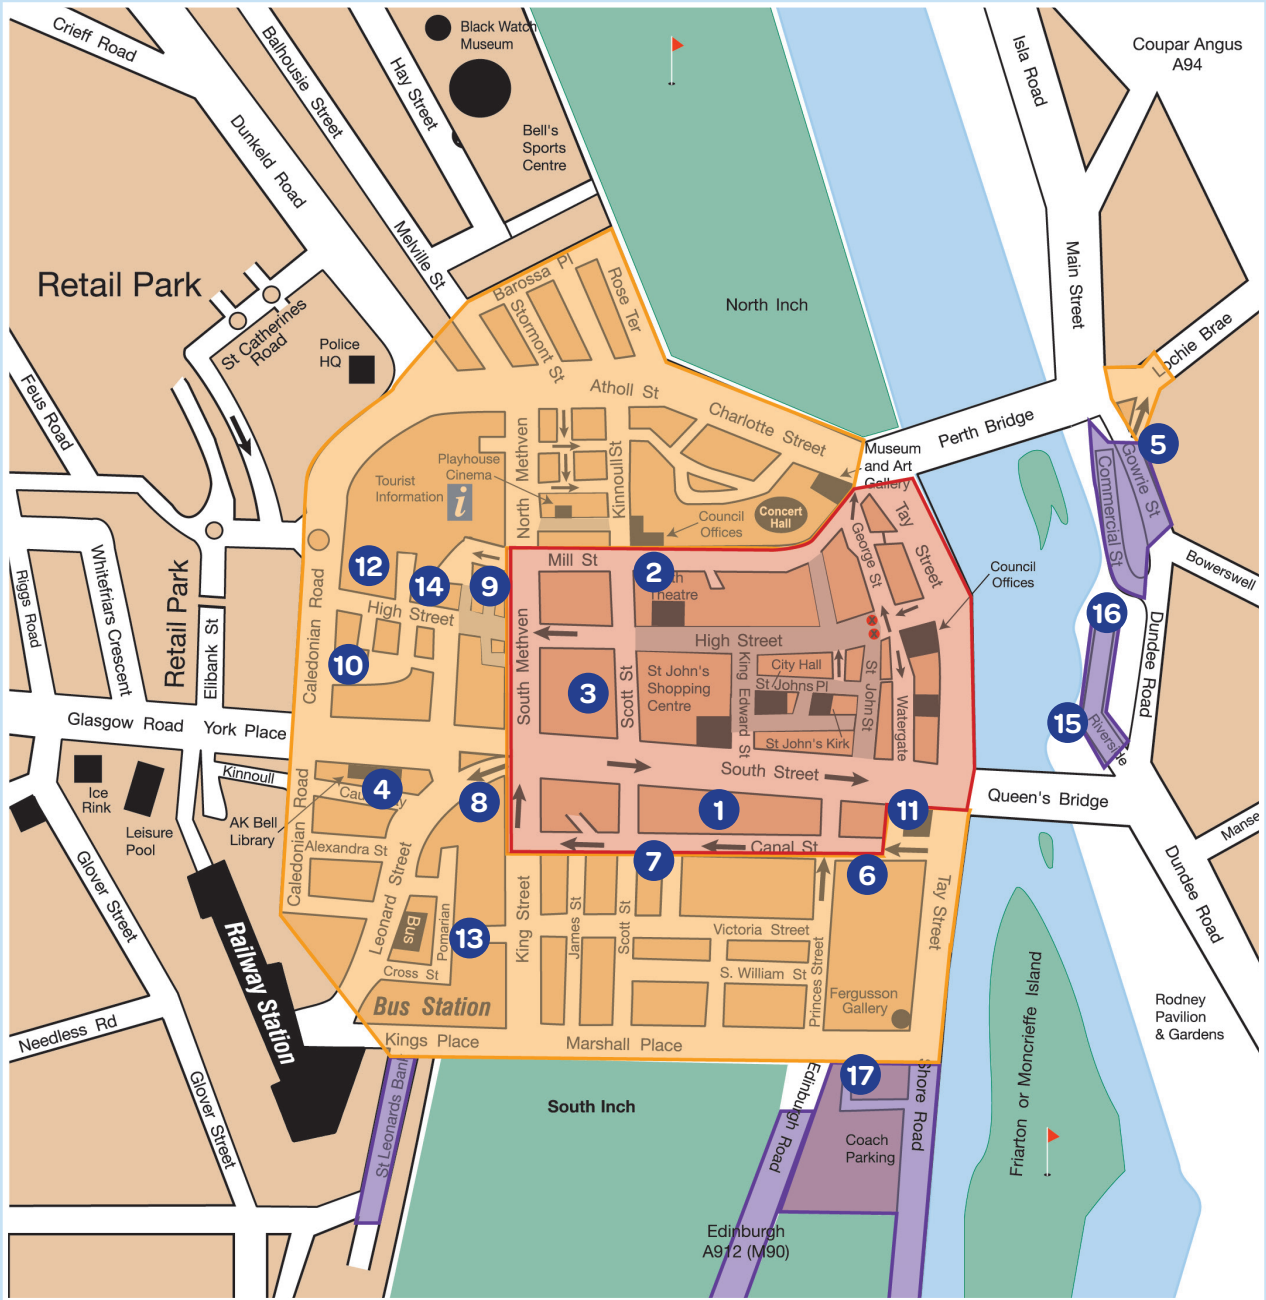 Crieff Road
Balhousie Street
Hay Street
Black Watch
Museum
Bell's
Sports
Centre
Dunkeld Road
Melville St
Isla Road
Coupar Angus
A94
Main Street
Lochie Brae
Retail Park
St Catherines
Road
Police
HQ
Feus Road
Barossa Pl
Stormont St
Rose Ter
North Inch
Atholl St
Charlotte Street
Perth Bridge
Museum
and Art
Gallery
5
Gowrie St
Commercial St
Bowerswell
North Methven
Kinnoull St
Playhouse
Cinema
Tourist
Information
i
Council
Offices
Concert
Hall
Tay
Street
George St
Council
Offices
Riggs Road
Whitefriars Crescent
Retail Park
Elibank St
Caledonian Road
12
14
9
High Street
10
Mill St
2
Theatre
High Street
South Methven
3
Scott St
St John's
Shopping
Centre
King Edward St
City Hall
St Johns Pl
St John's Kirk
St John St
Watergate
16
15
Riverside
Dundee Road
Glasgow Road
York Place
Kinnoull
Ice
Rink
Leisure
Pool
AK Bell
Library
4
8
South Street
1
11
Queen's Bridge
Canal St
7
6
Manse
Dundee Road
Caledonian Road
Alexandra St
Leonard Street
Bus
Pomarian
13
Cross St
Bus Station
King Street
James St
Scott St
Victoria Street
S. William St
Princes Street
Tay Street
Fergusson
Gallery
Glover Street
Railway Station
Needless Rd
Glover Street
Kings Place
Marshall Place
St Leonards Bank
South Inch
Edinburgh Road
17
Shore Road
Coach
Parking
Edinburgh
A912 (M90)
Friarton or Moncrieffe Island
Rodney
Pavilion
& Gardens